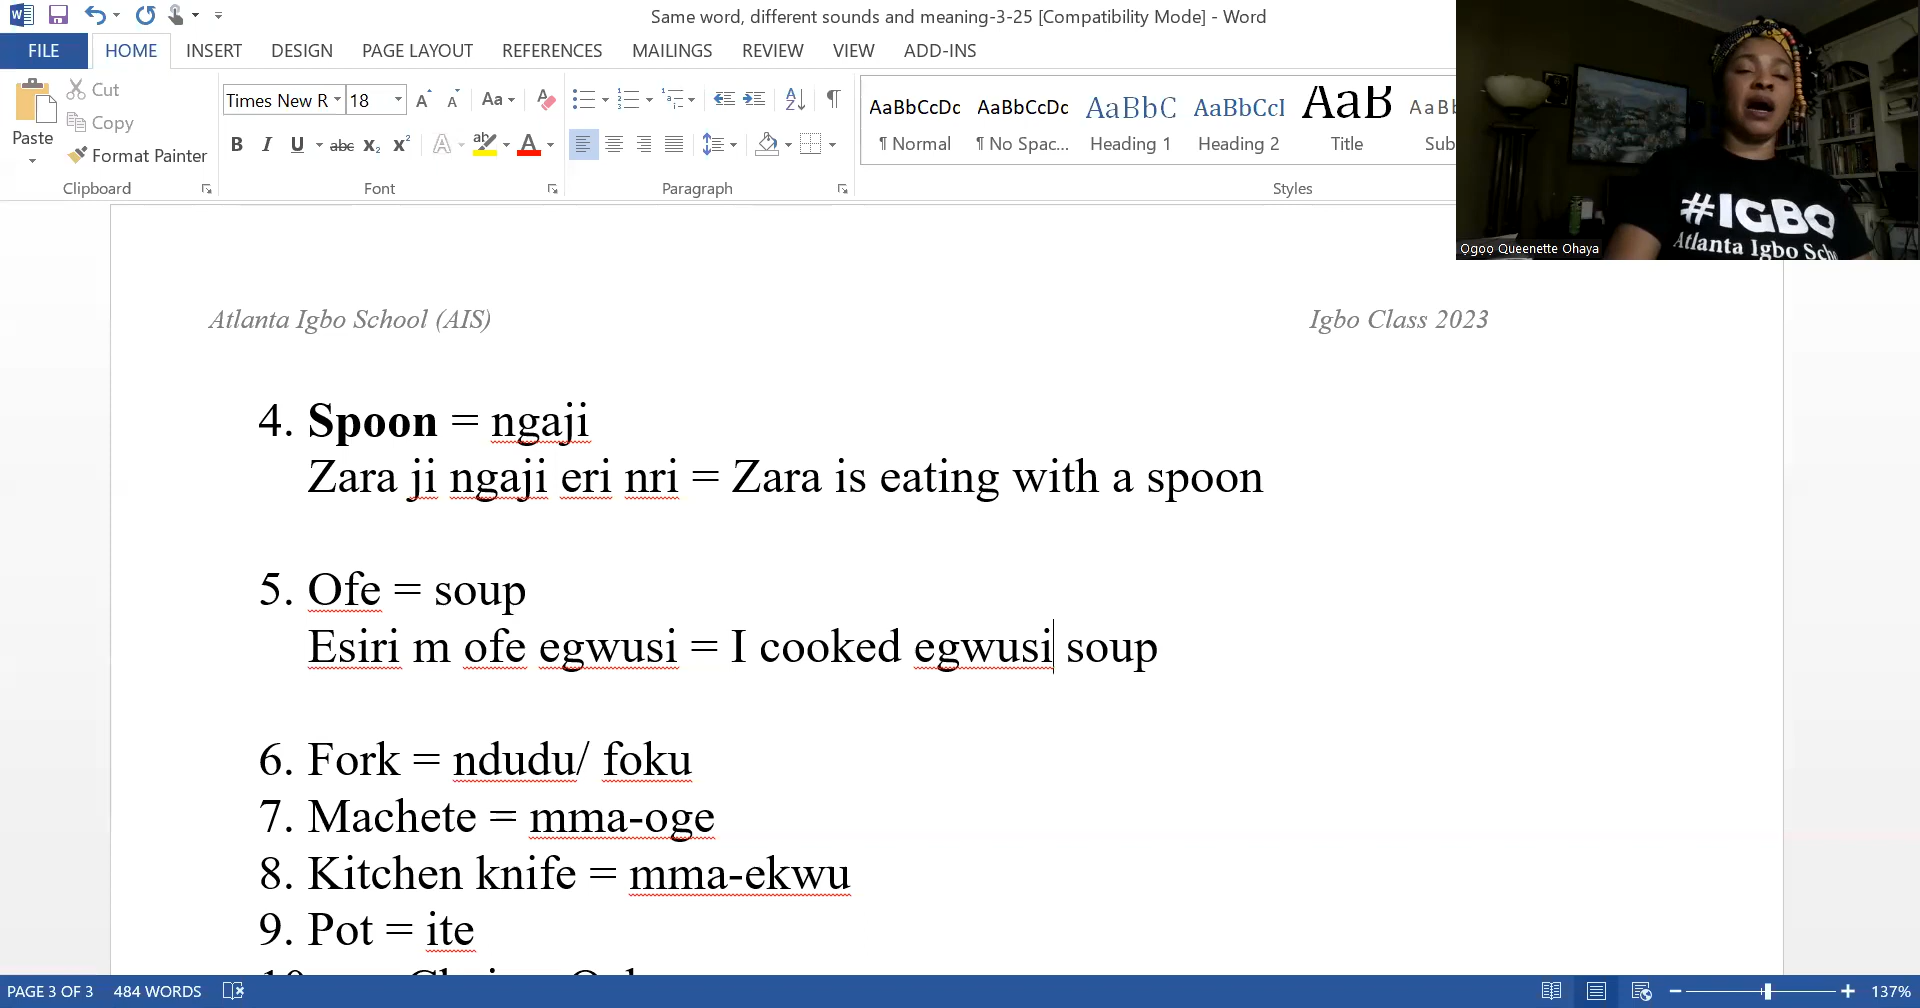 Same word, different sounds and meaning-3-25 [Compatibility Mode] - Word
FILE HOME INSERT DESIGN PAGE LAYOUT REFERENCES MAILINGS REVIEW VIEW ADD-INS
Paste
Cut
Copy
Format Painter
Clipboard
Times New R 18
Font
Paragraph
AaBbCcDc AaBbCcDc AaBbC AaBbCcI AaB AaBb
¶ Normal ¶ No Spac... Heading 1 Heading 2 Title Sub
Styles
#IGBO
Atlanta Igbo Scho
Ọgọọ Queenette Ohaya
Atlanta Igbo School (AIS) Igbo Class 2023
4. Spoon = ngaji
Zara ji ngaji eri nri = Zara is eating with a spoon
5. Ofe = soup
Esiri m ofe egwusi = I cooked egwusi soup
6. Fork = ndudu/ foku
7. Machete = mma-oge
8. Kitchen knife = mma-ekwu
9. Pot = ite
PAGE 3 OF 3 484 WORDS 137%